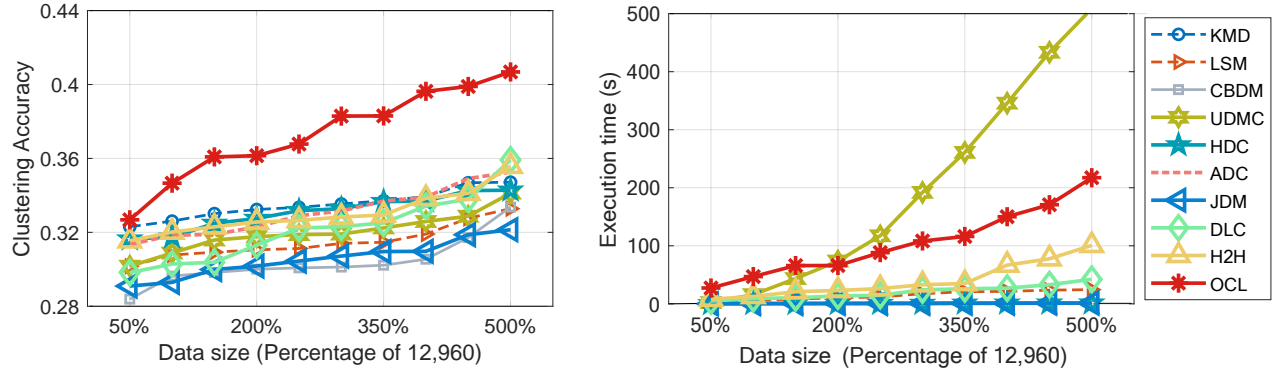 0.44
0.4
0.36
0.32
0.28
Clustering Accuracy
50%
200%
350%
500%
Data size (Percentage of 12,960)
500
400
300
200
100
0
Execution time (s)
50%
200%
350%
500%
Data size (Percentage of 12,960)
KMD
LSM
CBDM
UDMC
HDC
ADC
JDM
DLC
H2H
OCL